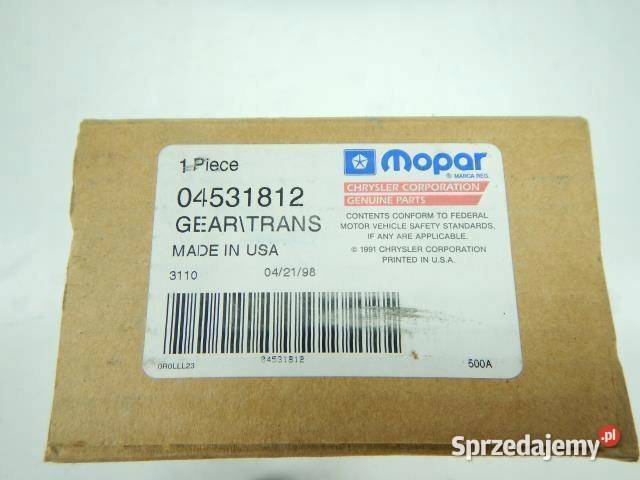 1 Piece
04531812
GEAR\TRANS
MADE IN USA
3110 04/21/98
04531812
0R0LLL23
Mopar
® MARCA REG.
CHRYSLER CORPORATION
GENUINE PARTS
CONTENTS CONFORM TO FEDERAL
MOTOR VEHICLE SAFETY STANDARDS,
IF ANY ARE APPLICABLE.
© 1991 CHRYSLER CORPORATION
PRINTED IN U.S.A.
500A
Sprzedajemy.pl